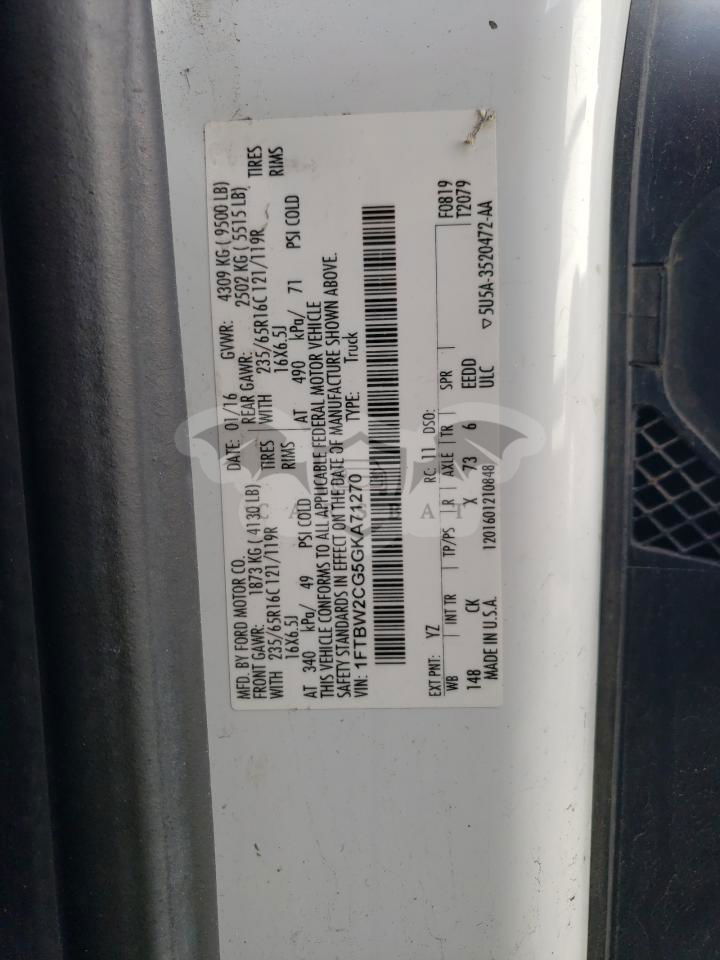 MFD. BY FORD MOTOR CO.
DATE: 01/16
GVWR: 4309 KG ( 9500 LB)
FRONT GAWR: 1873 KG ( 4130 LB)
REAR GAWR: 2502 KG ( 5515 LB)
WITH 235/65R16C 121/119R TIRES
WITH 235/65R16C 121/119R TIRES
16X6.5J RIMS
16X6.5J RIMS
AT 340 kPa/ 49 PSI COLD
AT 490 kPa/ 71 PSI COLD
THIS VEHICLE CONFORMS TO ALL APPLICABLE FEDERAL MOTOR VEHICLE
SAFETY STANDARDS IN EFFECT ON THE DATE OF MANUFACTURE SHOWN ABOVE.
VIN: 1FTBW2CG5GKA71270
TYPE: Truck
F0819
T2079
EXT PNT: YZ RC: 11 DSO:
WB INT TR TP/PS R AXLE TR SPR
148 CK X 73 6 EEDD
MADE IN U.S.A. 1201601210848 ULC
▽5U5A-3520472-AA
CARBAT